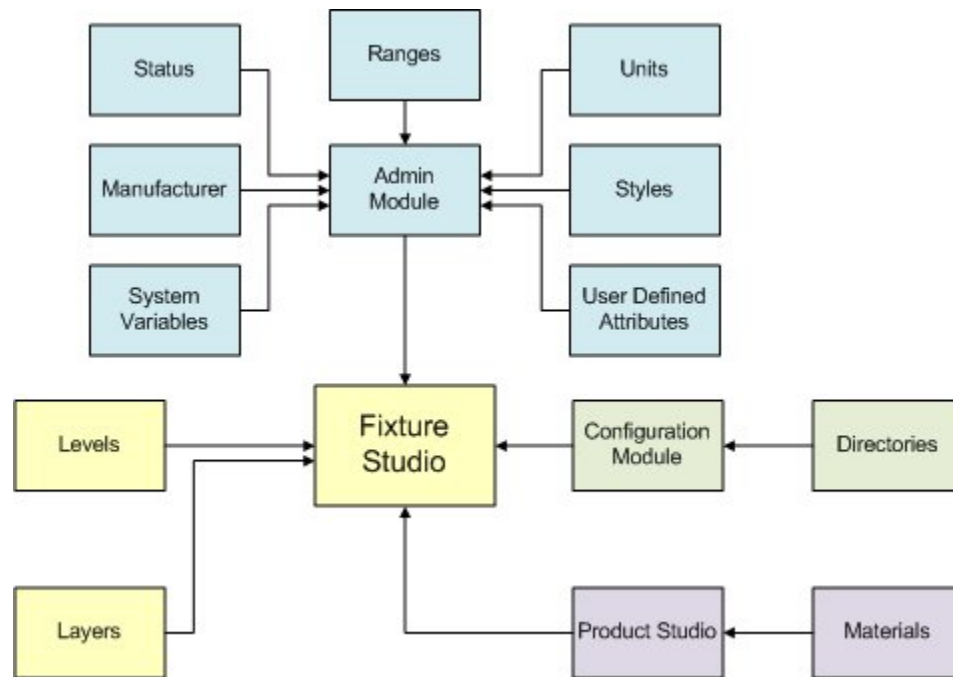 Status
Ranges
Units
Manufacturer
Admin
Module
Styles
System
Variables
User Defined
Attributes
Levels
Fixture
Studio
Configuration
Module
Directories
Layers
Product Studio
Materials